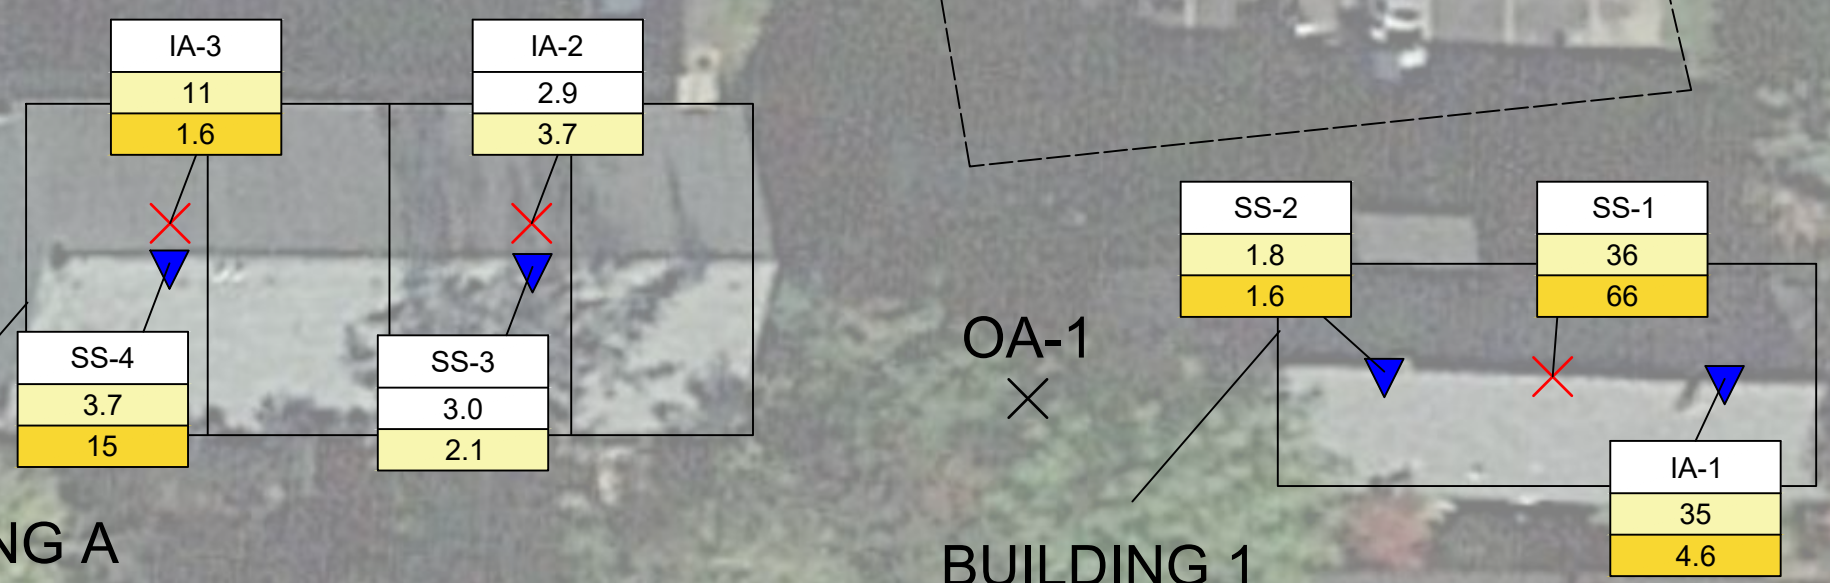 IA-3
11
1.6
IA-2
2.9
3.7
SS-4
3.7
15
SS-3
3.0
2.1
NG A
OA-1
SS-2
1.8
1.6
SS-1
36
66
IA-1
35
4.6
BUILDING 1